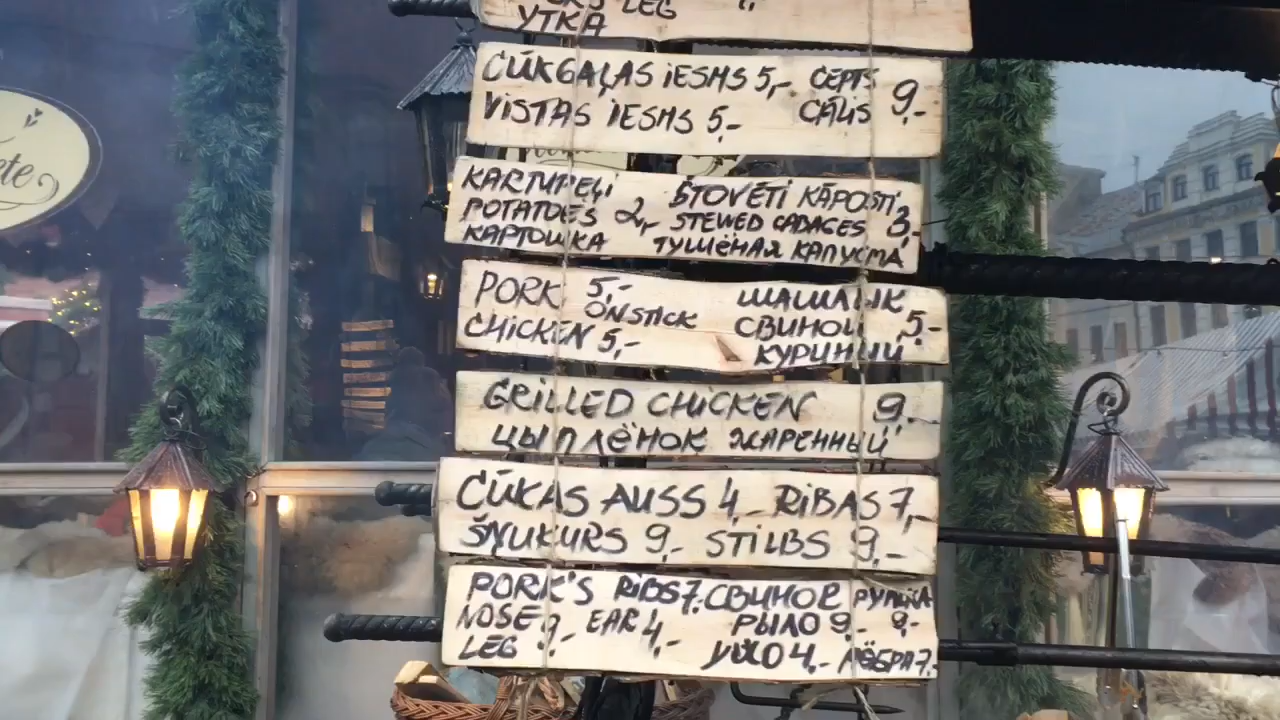 LEG
УТКА
CŪKGAĻAS IESMS 5,- CEPTS
VISTAS IESMS 5,- CĀLIS 9,-
KARTUPEĻI ŠTOVĒTI KĀPOSTI
POTATOES 2,- STEWED CABAGES 3,-
КАРТОШКА ТУШЁНАЯ КАПУСТА
PORK 5,- ШАШЛЫК
ON STICK СВИНОЙ 5,-
CHICKEN 5,- КУРИНЫЙ
GRILLED CHICKEN 9,-
ЦЫПЛЁНОК ЖАРЕННЫЙ
CŪKAS AUSS 4,- RIBAS 7,-
ŠŅUKURS 9,- STILBS 9,-
PORK'S RIBS 7,- СВИНОЕ РУЛЬКА
NOSE 9,- EAR 4,- РЫЛО 9,- 9,-
LEG УХО 4,- РЁБРА 7,-
ete